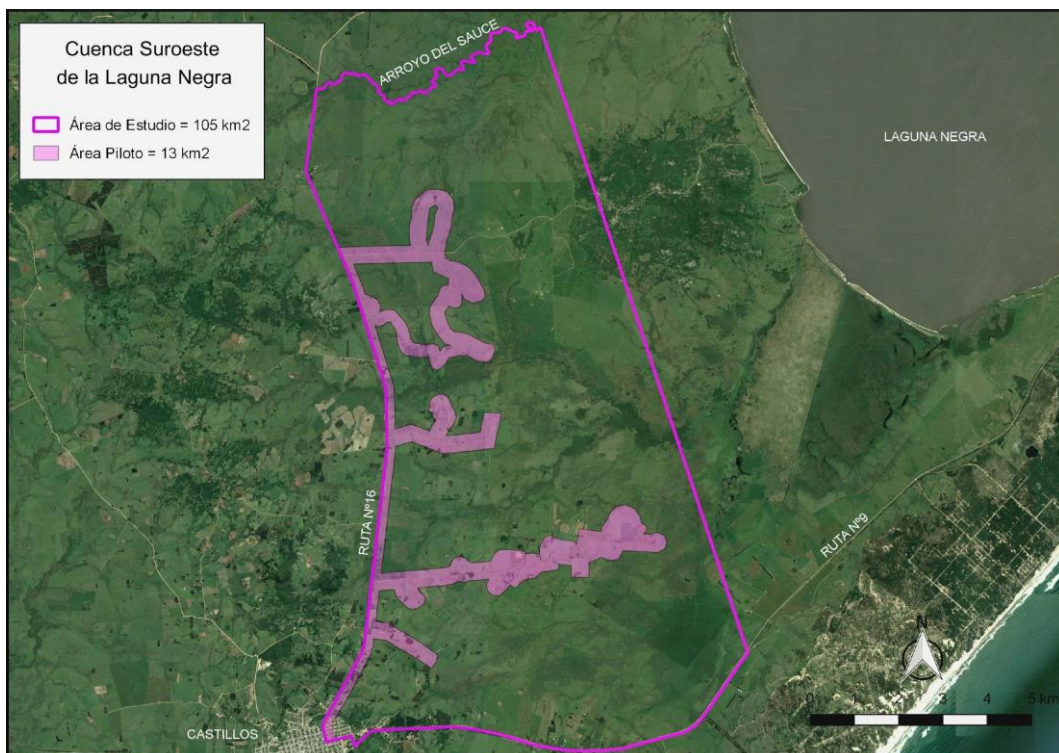 Cuenca Suroeste
de la Laguna Negra
Área de Estudio = 105 km2
Área Piloto = 13 km2
ARROYO DEL SAUCE
LAGUNA NEGRA
RUTA Nº16
RUTA Nº9
CASTILLOS
N
0 1 2 3 4 5 km